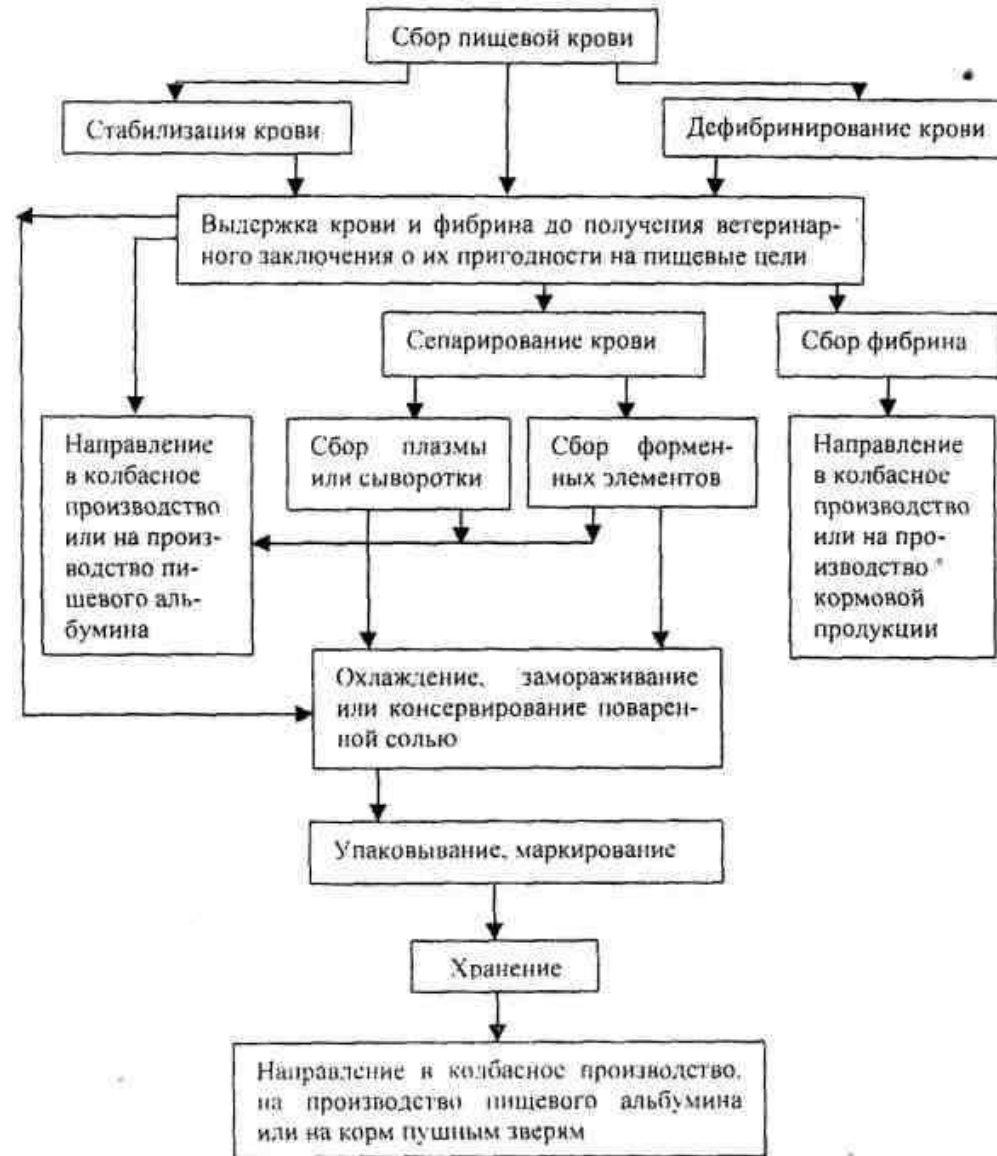 Сбор пищевой крови
Стабилизация крови
Дефибринирование крови
Выдержка крови и фибрина до получения ветеринар-
ного заключения о их пригодности на пищевые цели
Сепарирование крови
Сбор фибрина
Направление
в колбасное
производство
или на произ-
водство пи-
щевого аль-
бумина
Сбор плазмы
или сыворотки
Сбор формен-
ных элементов
Направление
в колбасное
производство
или на про-
изводство
кормовой
продукции
Охлаждение, замораживание
или консервирование поварен-
ной солью
Упаковывание, маркирование
Хранение
Направление в колбасное производство,
на производство пищевого альбумина
или на корм пушным зверям